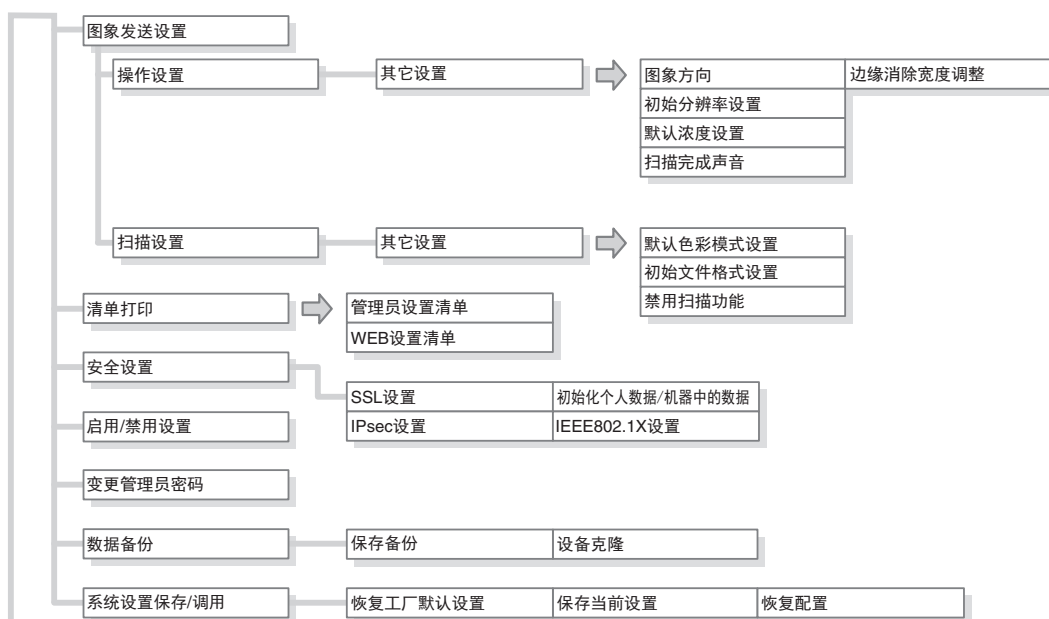 图象发送设置
操作设置
其它设置
图象方向
边缘消除宽度调整
初始分辨率设置
默认浓度设置
扫描完成声音
扫描设置
其它设置
默认色彩模式设置
初始文件格式设置
禁用扫描功能
清单打印
管理员设置清单
WEB设置清单
安全设置
SSL设置
初始化个人数据/机器中的数据
IPsec设置
IEEE802.1X设置
启用/禁用设置
变更管理员密码
数据备份
保存备份
设备克隆
系统设置保存/调用
恢复工厂默认设置
保存当前设置
恢复配置